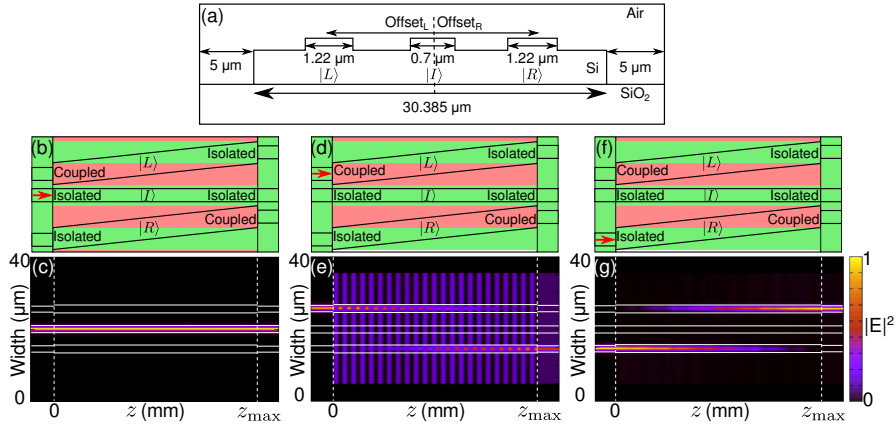 (a)
Air
Offset_L Offset_R
5 μm
1.22 μm
0.7 μm
1.22 μm
5 μm
|L⟩
|I⟩
|R⟩
Si
SiO₂
30.385 μm
(b)
|L⟩
Isolated
Coupled
Isolated
|I⟩
Isolated
|R⟩
Coupled
Isolated
(d)
|L⟩
Isolated
Coupled
Isolated
|I⟩
Isolated
|R⟩
Coupled
Isolated
(f)
|L⟩
Isolated
Coupled
Isolated
|I⟩
Isolated
|R⟩
Coupled
Isolated
40
(c)
Width (μm)
0
0
z (mm)
z_max
40
(e)
Width (μm)
0
0
z (mm)
z_max
40
(g)
Width (μm)
0
0
z (mm)
z_max
1
|E|²
0